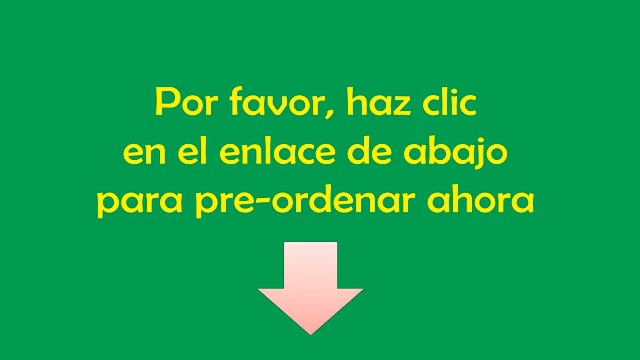 Por favor, haz clic
en el enlace de abajo
para pre-ordenar ahora